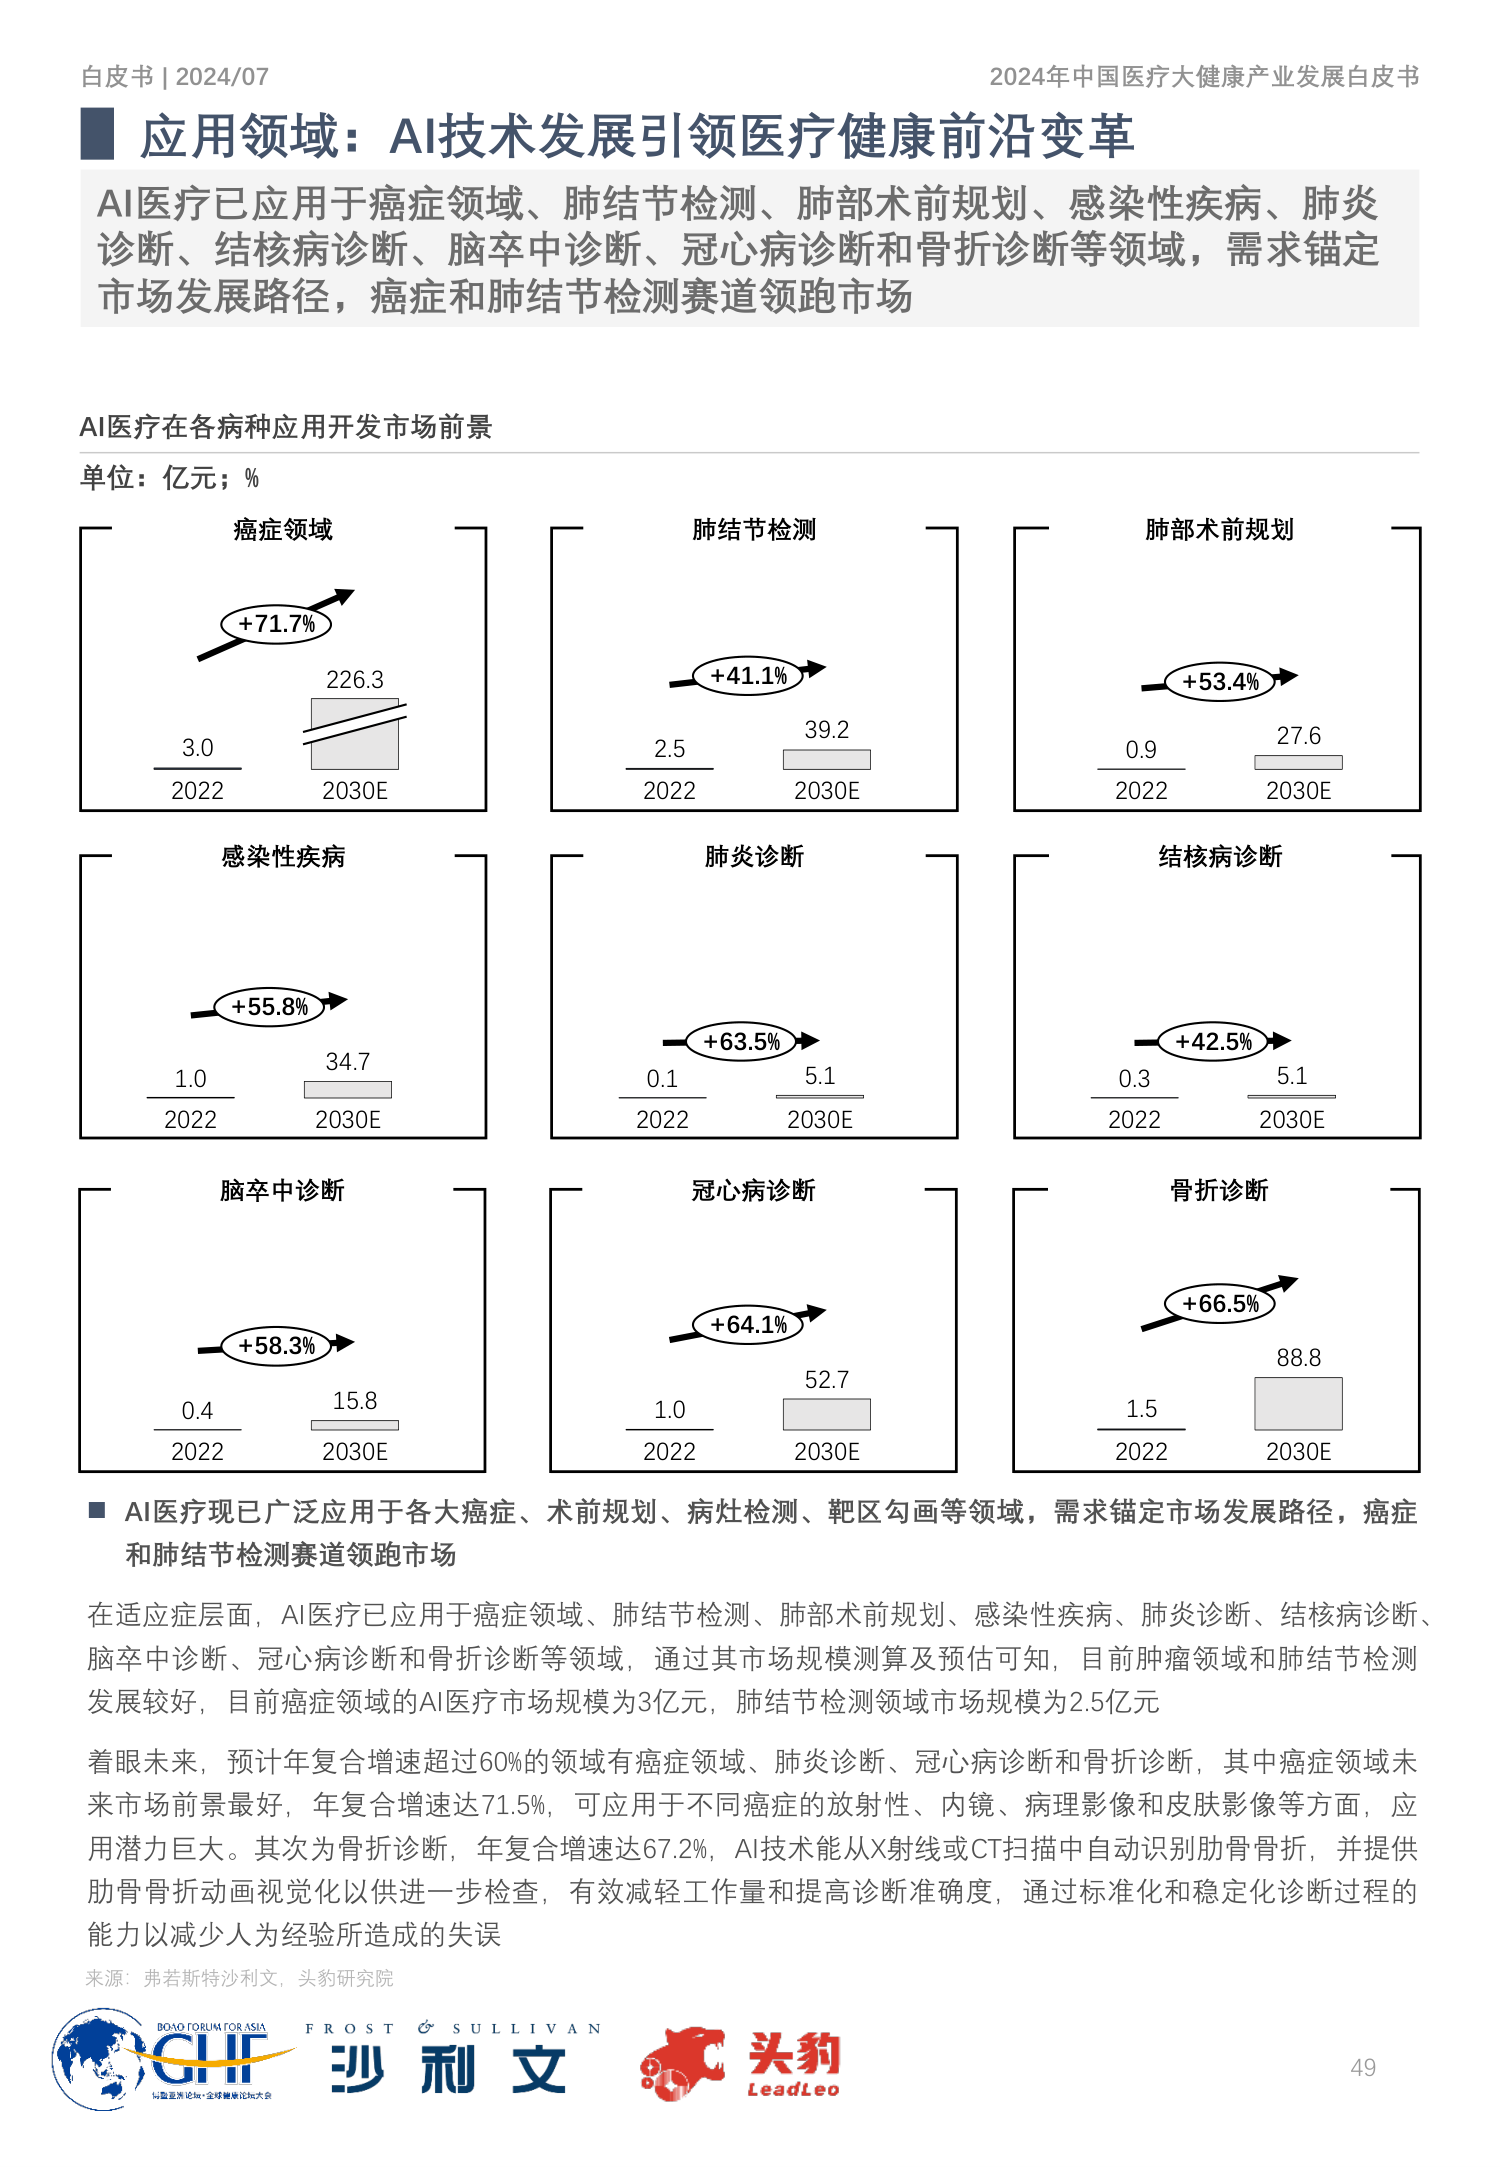 白皮书 | 2024/07
2024年中国医疗大健康产业发展白皮书
应用领域：AI技术发展引领医疗健康前沿变革
AI医疗已应用于癌症领域、肺结节检测、肺部术前规划、感染性疾病、肺炎
诊断、结核病诊断、脑卒中诊断、冠心病诊断和骨折诊断等领域，需求锚定
市场发展路径，癌症和肺结节检测赛道领跑市场
AI医疗在各病种应用开发市场前景
单位：亿元；%
癌症领域
+71.7%
226.3
3.0
2022
2030E
肺结节检测
+41.1%
39.2
2.5
2022
2030E
肺部术前规划
+53.4%
27.6
0.9
2022
2030E
感染性疾病
+55.8%
34.7
1.0
2022
2030E
肺炎诊断
+63.5%
5.1
0.1
2022
2030E
结核病诊断
+42.5%
5.1
0.3
2022
2030E
脑卒中诊断
+58.3%
15.8
0.4
2022
2030E
冠心病诊断
+64.1%
52.7
1.0
2022
2030E
骨折诊断
+66.5%
88.8
1.5
2022
2030E
AI医疗现已广泛应用于各大癌症、术前规划、病灶检测、靶区勾画等领域，需求锚定市场发展路径，癌症
和肺结节检测赛道领跑市场
在适应症层面，AI医疗已应用于癌症领域、肺结节检测、肺部术前规划、感染性疾病、肺炎诊断、结核病诊断、
脑卒中诊断、冠心病诊断和骨折诊断等领域，通过其市场规模测算及预估可知，目前肿瘤领域和肺结节检测
发展较好，目前癌症领域的AI医疗市场规模为3亿元，肺结节检测领域市场规模为2.5亿元
着眼未来，预计年复合增速超过60%的领域有癌症领域、肺炎诊断、冠心病诊断和骨折诊断，其中癌症领域未
来市场前景最好，年复合增速达71.5%，可应用于不同癌症的放射性、内镜、病理影像和皮肤影像等方面，应
用潜力巨大。其次为骨折诊断，年复合增速达67.2%，AI技术能从X射线或CT扫描中自动识别肋骨骨折，并提供
肋骨骨折动画视觉化以供进一步检查，有效减轻工作量和提高诊断准确度，通过标准化和稳定化诊断过程的
能力以减少人为经验所造成的失误
来源：弗若斯特沙利文，头豹研究院
BOAO FORUM FOR ASIA
GHF
博鳌亚洲论坛·全球健康论坛大会
FROST & SULLIVAN
沙利文
头豹
LeadLeo
49